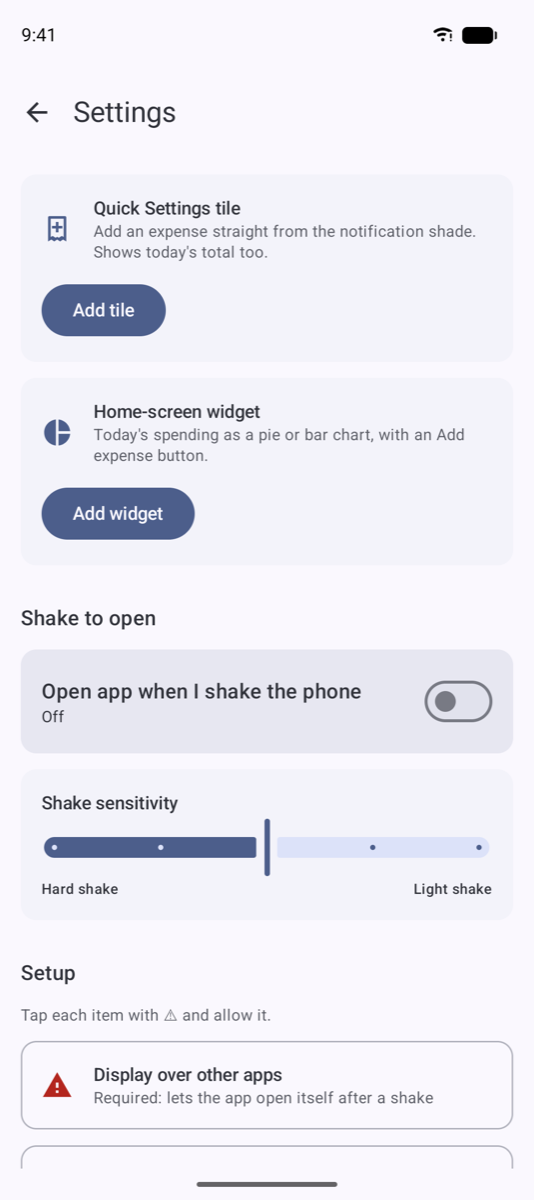 9:41
Settings
Quick Settings tile
Add an expense straight from the notification shade.
Shows today's total too.
Add tile
Home-screen widget
Today's spending as a pie or bar chart, with an Add
expense button.
Add widget
Shake to open
Open app when I shake the phone
Off
Shake sensitivity
Hard shake
Light shake
Setup
Tap each item with ⚠ and allow it.
Display over other apps
Required: lets the app open itself after a shake